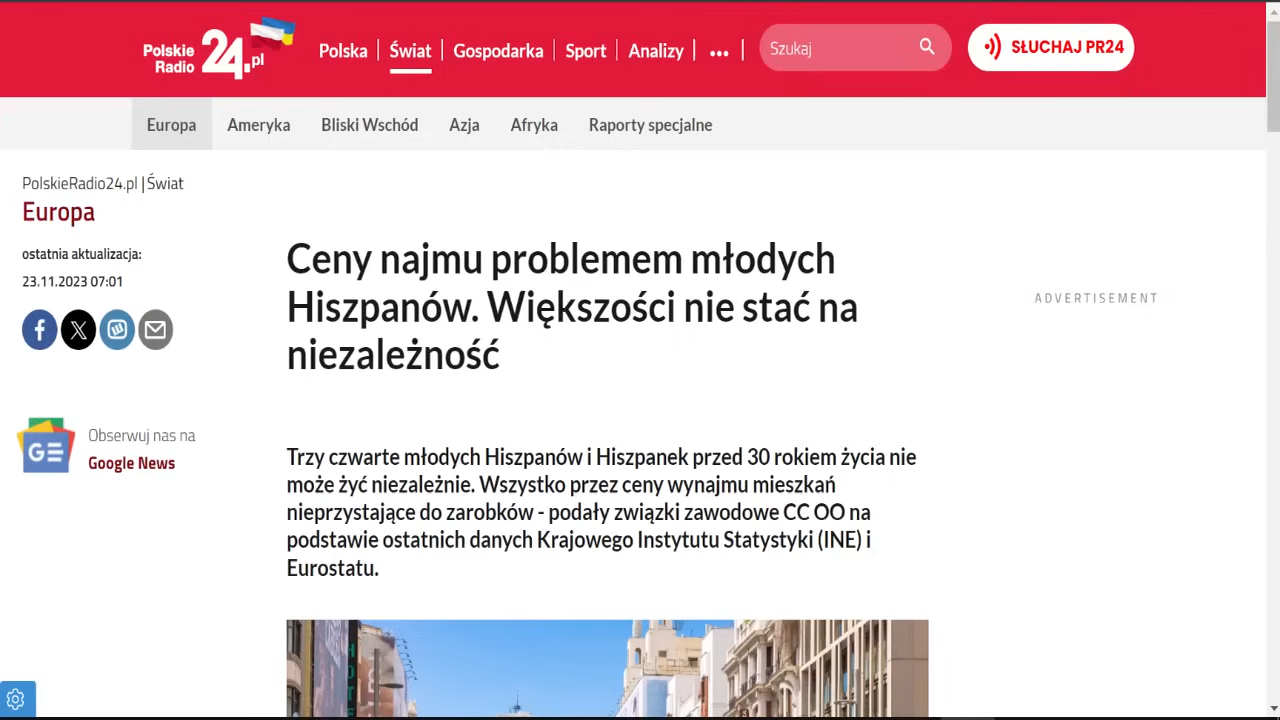 Polskie Radio 24.pl
Polska
Świat
Gospodarka
Sport
Analizy
...
Szukaj
SŁUCHAJ PR24
Europa
Ameryka
Bliski Wschód
Azja
Afryka
Raporty specjalne
PolskieRadio24.pl | Świat
Europa
ostatnia aktualizacja:
23.11.2023 07:01
Obserwuj nas na
Google News
Ceny najmu problemem młodych
Hiszpanów. Większości nie stać na
niezależność
ADVERTISEMENT
Trzy czwarte młodych Hiszpanów i Hiszpanek przed 30 rokiem życia nie
może żyć niezależnie. Wszystko przez ceny wynajmu mieszkań
nieprzystające do zarobków - podały związki zawodowe CC OO na
podstawie ostatnich danych Krajowego Instytutu Statystyki (INE) i
Eurostatu.
HOTE